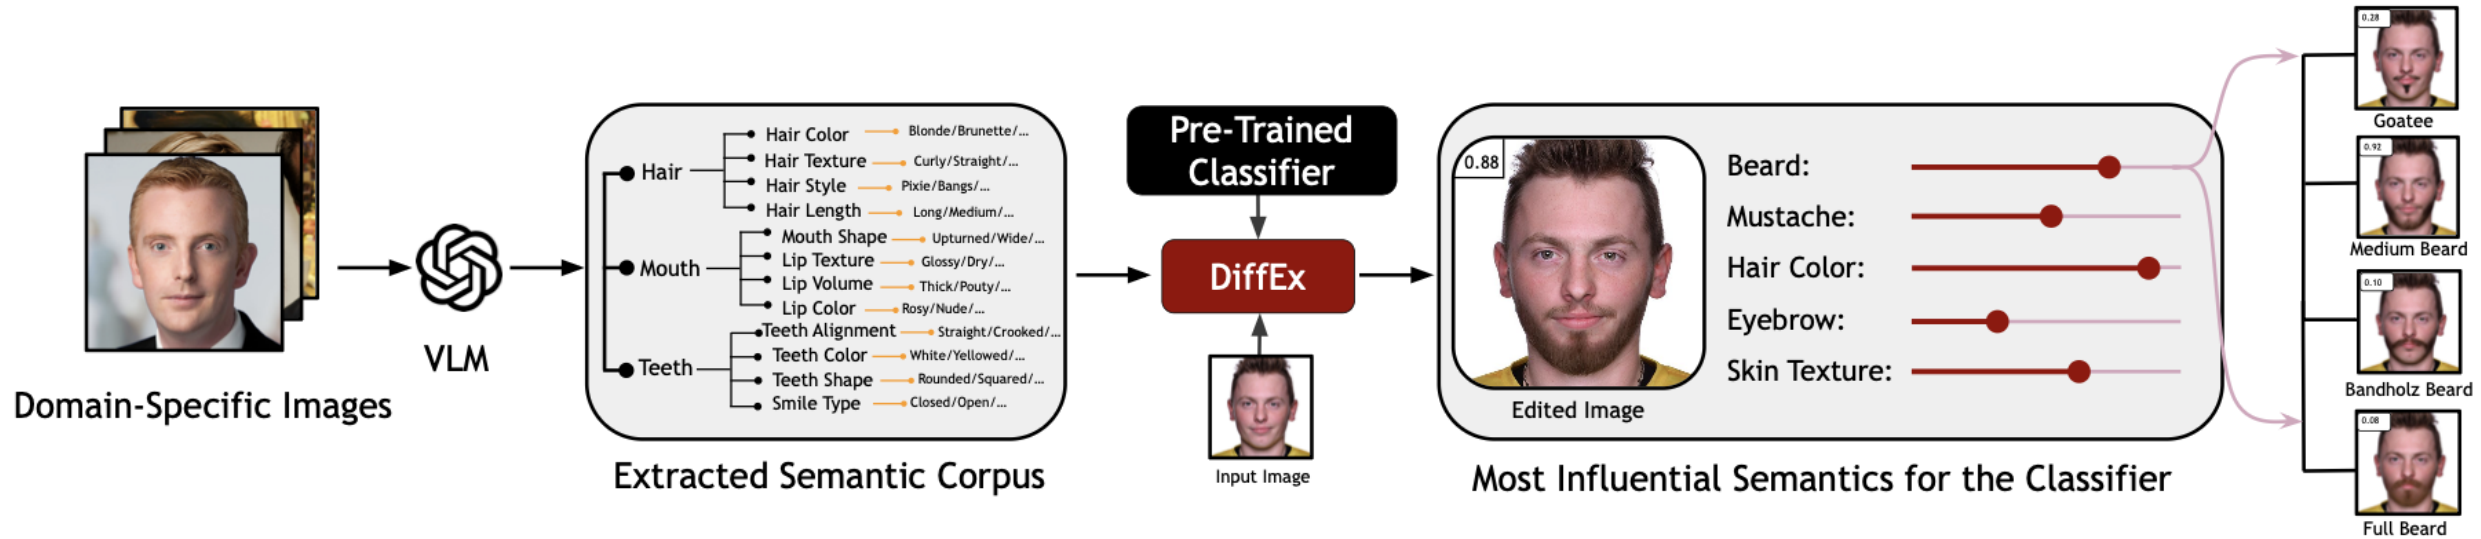 Domain-Specific Images
VLM
Hair
Hair Color
Blonde/Brunette/...
Hair Texture
Curly/Straight/...
Hair Style
Pixie/Bangs/...
Hair Length
Long/Medium/...
Mouth
Mouth Shape
Upturned/Wide/...
Lip Texture
Glossy/Dry/...
Lip Volume
Thick/Pouty/...
Lip Color
Rosy/Nude/...
Teeth
Teeth Alignment
Straight/Crooked/...
Teeth Color
White/Yellowed/...
Teeth Shape
Rounded/Squared/...
Smile Type
Closed/Open/...
Extracted Semantic Corpus
Pre-Trained
Classifier
DiffEx
Input Image
0.88
Edited Image
Beard:
Mustache:
Hair Color:
Eyebrow:
Skin Texture:
Most Influential Semantics for the Classifier
0.28
Goatee
0.92
Medium Beard
0.10
Bandholz Beard
0.08
Full Beard